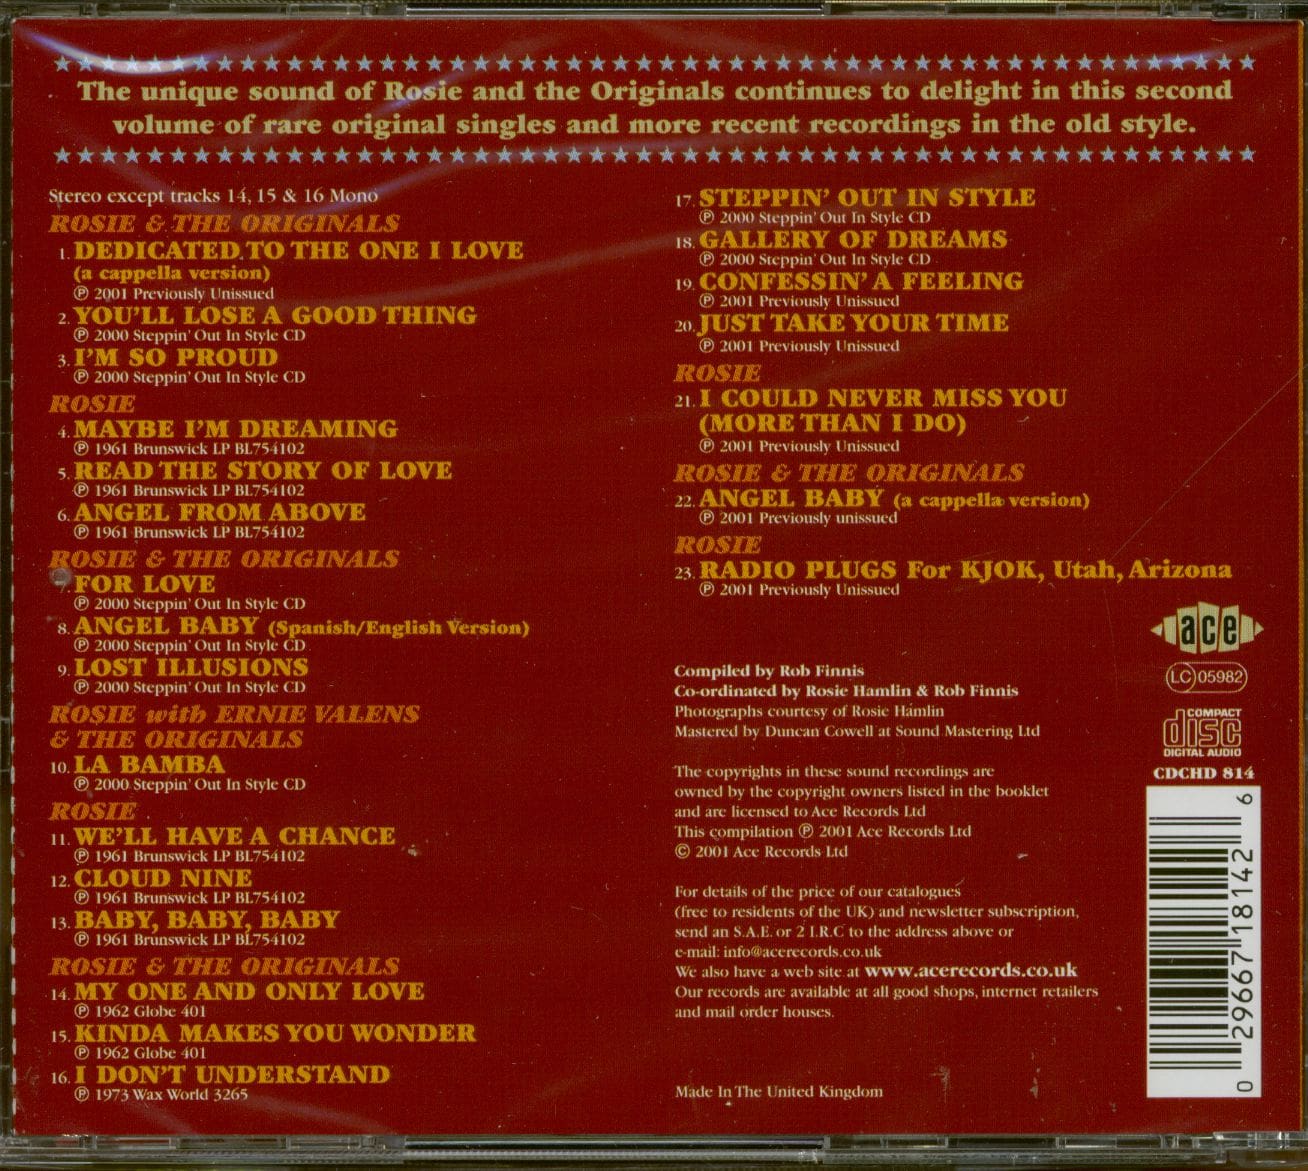 The unique sound of Rosie and the Originals continues to delight in this second
volume of rare original singles and more recent recordings in the old style.
Stereo except tracks 14, 15 & 16 Mono
ROSIE & THE ORIGINALS
1. DEDICATED TO THE ONE I LOVE
(a cappella version)
℗ 2001 Previously Unissued
2. YOU'LL LOSE A GOOD THING
℗ 2000 Steppin' Out In Style CD
3. I'M SO PROUD
℗ 2000 Steppin' Out In Style CD
ROSIE
4. MAYBE I'M DREAMING
℗ 1961 Brunswick LP BL754102
5. READ THE STORY OF LOVE
℗ 1961 Brunswick LP BL754102
6. ANGEL FROM ABOVE
℗ 1961 Brunswick LP BL754102
ROSIE & THE ORIGINALS
7. FOR LOVE
℗ 2000 Steppin' Out In Style CD
8. ANGEL BABY (Spanish/English Version)
℗ 2000 Steppin' Out In Style CD
9. LOST ILLUSIONS
℗ 2000 Steppin' Out In Style CD
ROSIE with ERNIE VALENS
& THE ORIGINALS
10. LA BAMBA
℗ 2000 Steppin' Out In Style CD
ROSIE
11. WE'LL HAVE A CHANCE
℗ 1961 Brunswick LP BL754102
12. CLOUD NINE
℗ 1961 Brunswick LP BL754102
13. BABY, BABY, BABY
℗ 1961 Brunswick LP BL754102
ROSIE & THE ORIGINALS
14. MY ONE AND ONLY LOVE
℗ 1962 Globe 401
15. KINDA MAKES YOU WONDER
℗ 1962 Globe 401
16. I DON'T UNDERSTAND
℗ 1973 Wax World 3265
17. STEPPIN' OUT IN STYLE
℗ 2000 Steppin' Out In Style CD
18. GALLERY OF DREAMS
℗ 2000 Steppin' Out In Style CD
19. CONFESSIN' A FEELING
℗ 2001 Previously Unissued
20. JUST TAKE YOUR TIME
℗ 2001 Previously Unissued
ROSIE
21. I COULD NEVER MISS YOU
(MORE THAN I DO)
℗ 2001 Previously Unissued
ROSIE & THE ORIGINALS
22. ANGEL BABY (a cappella version)
℗ 2001 Previously unissued
ROSIE
23. RADIO PLUGS For KJOK, Utah, Arizona
℗ 2001 Previously Unissued
Compiled by Rob Finnis
Co-ordinated by Rosie Hamlin & Rob Finnis
Photographs courtesy of Rosie Hamlin
Mastered by Duncan Cowell at Sound Mastering Ltd
The copyrights in these sound recordings are
owned by the copyright owners listed in the booklet
and are licensed to Ace Records Ltd
This compilation ℗ 2001 Ace Records Ltd
© 2001 Ace Records Ltd
For details of the price of our catalogues
(free to residents of the UK) and newsletter subscription,
send an S.A.E. or 2 I.R.C to the address above or
e-mail: info@acerecords.co.uk
We also have a web site at www.acerecords.co.uk
Our records are available at all good shops, internet retailers
and mail order houses.
Made In The United Kingdom
ace
LC 05982
COMPACT
disc
DIGITAL AUDIO
CDCHD 814
0 29667 18142 6